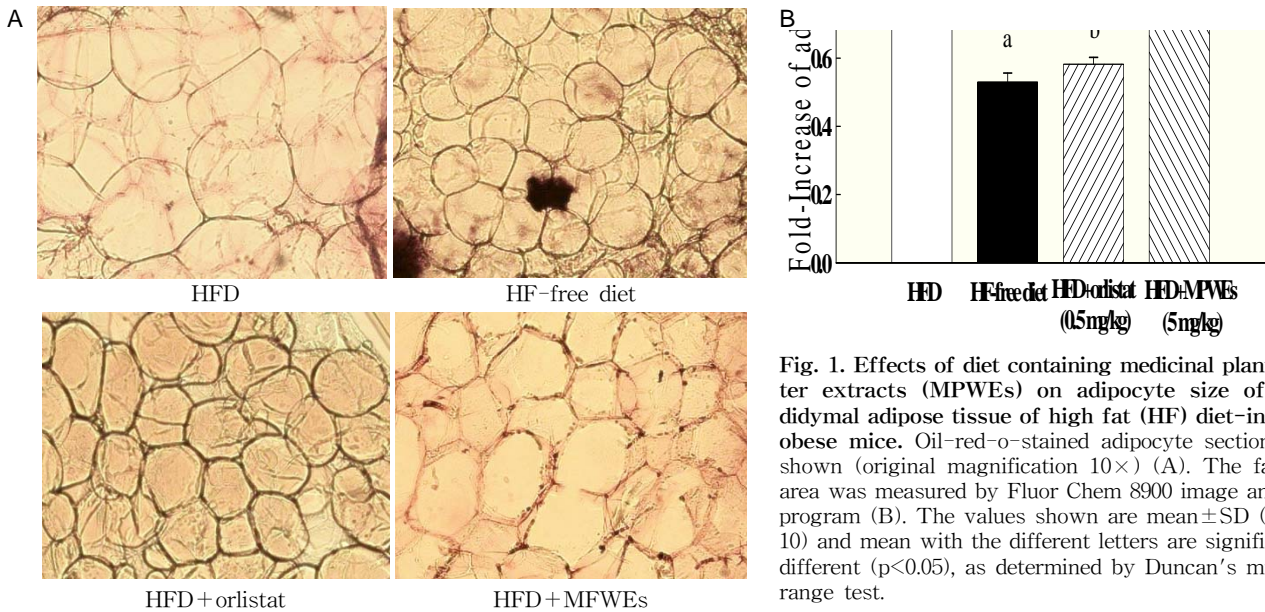 A
HFD
HF-free diet
HFD+orlistat
HFD+MFWEs
B
Fold-Increase of ad
0.6
0.4
0.2
0.0
a
b
HFD
HF-free diet
HFD+orlistat
(0.5 mg/kg)
HFD+MPWEs
(5 mg/kg)
Fig. 1. Effects of diet containing medicinal plan
ter extracts (MPWEs) on adipocyte size of
didymal adipose tissue of high fat (HF) diet-in
obese mice. Oil-red-o-stained adipocyte section
shown (original magnification 10×) (A). The fa
area was measured by Fluor Chem 8900 image an
program (B). The values shown are mean±SD (
10) and mean with the different letters are signifi
different (p<0.05), as determined by Duncan's m
range test.